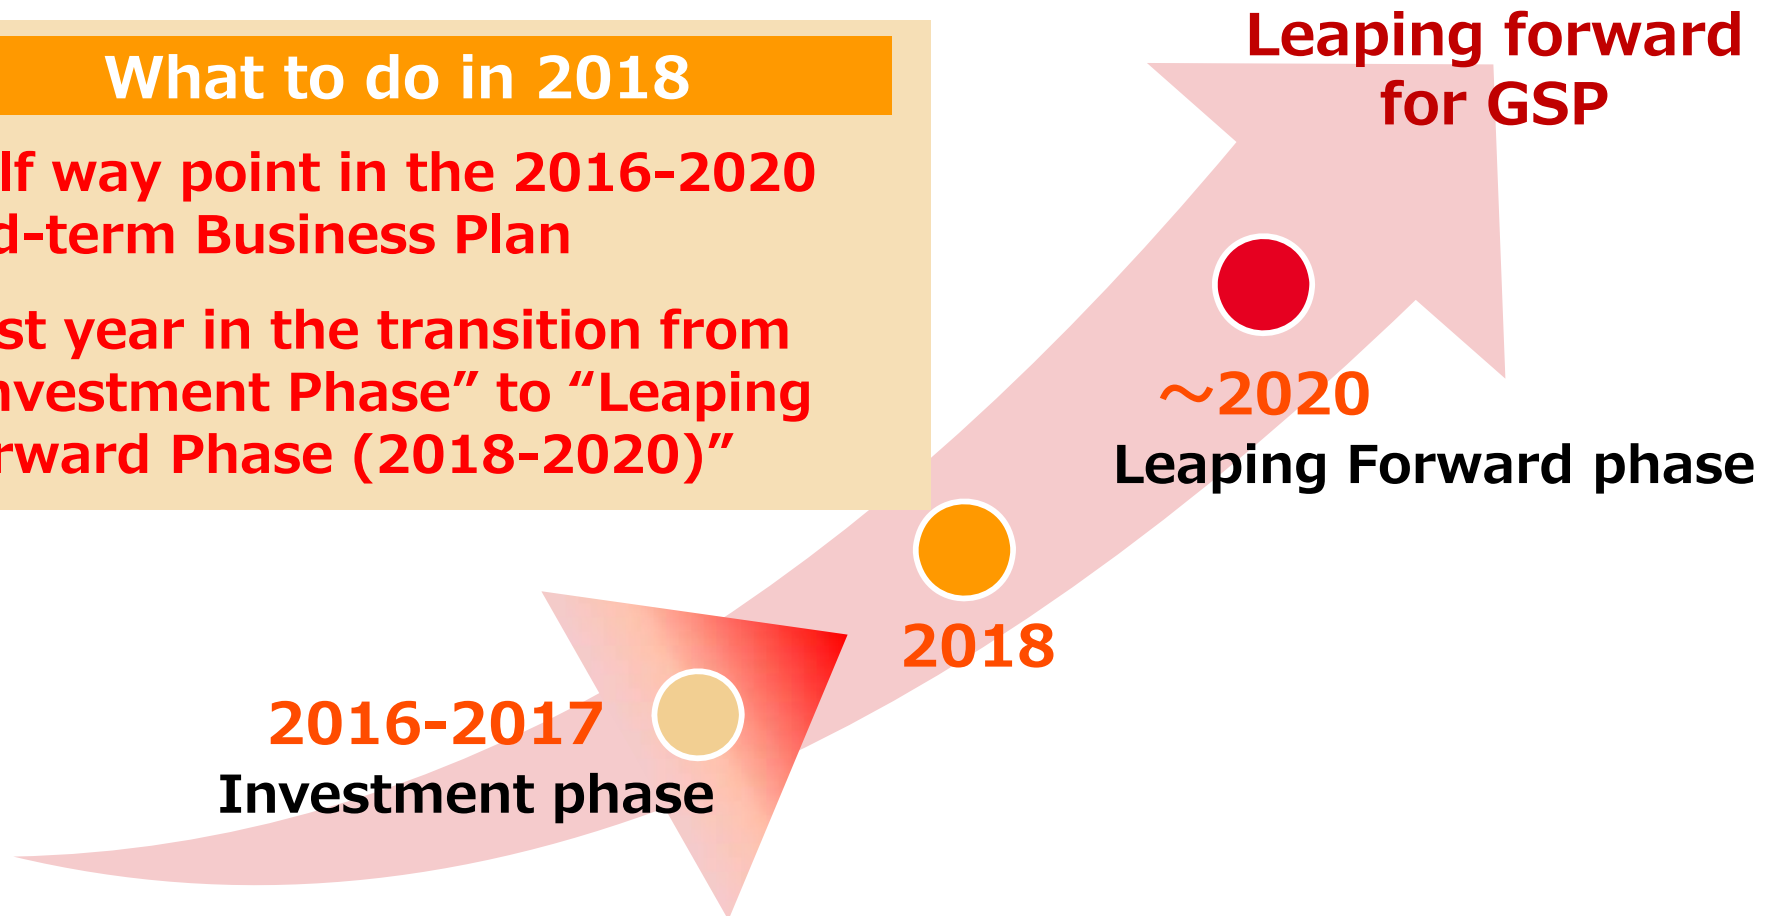 What to do in 2018
lf way point in the 2016-2020
d-term Business Plan
st year in the transition from
nvestment Phase” to “Leaping
rward Phase (2018-2020)”
Leaping forward
for GSP
～2020
Leaping Forward phase
2018
2016-2017
Investment phase